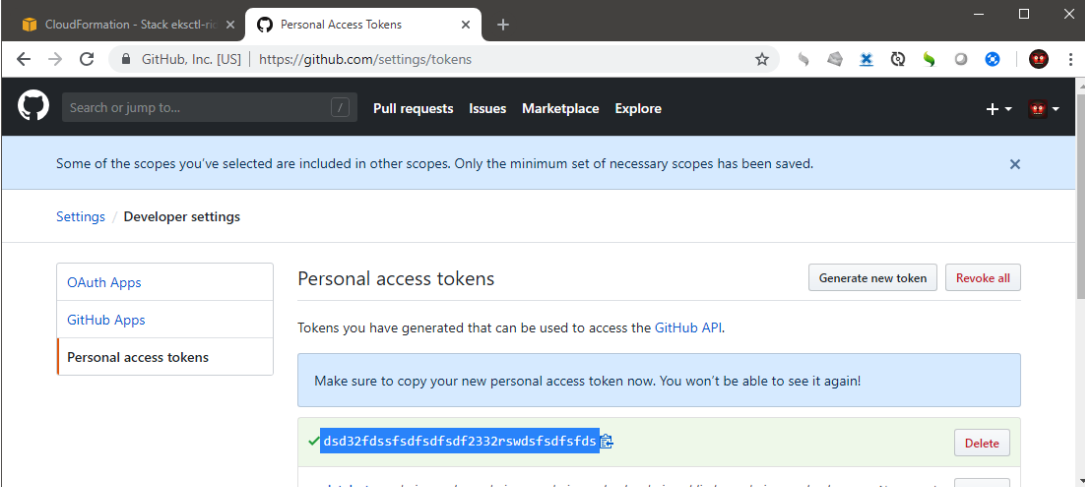 CloudFormation - Stack eksctl-ric
Personal Access Tokens
GitHub, Inc. [US] | https://github.com/settings/tokens
Search or jump to... /
Pull requests Issues Marketplace Explore
Some of the scopes you've selected are included in other scopes. Only the minimum set of necessary scopes has been saved.
Settings / Developer settings
OAuth Apps
GitHub Apps
Personal access tokens
Personal access tokens
Generate new token
Revoke all
Tokens you have generated that can be used to access the GitHub API.
Make sure to copy your new personal access token now. You won't be able to see it again!
dsd32fdssfsdfsdfsdf2332rswdsfsdfsfds
Delete